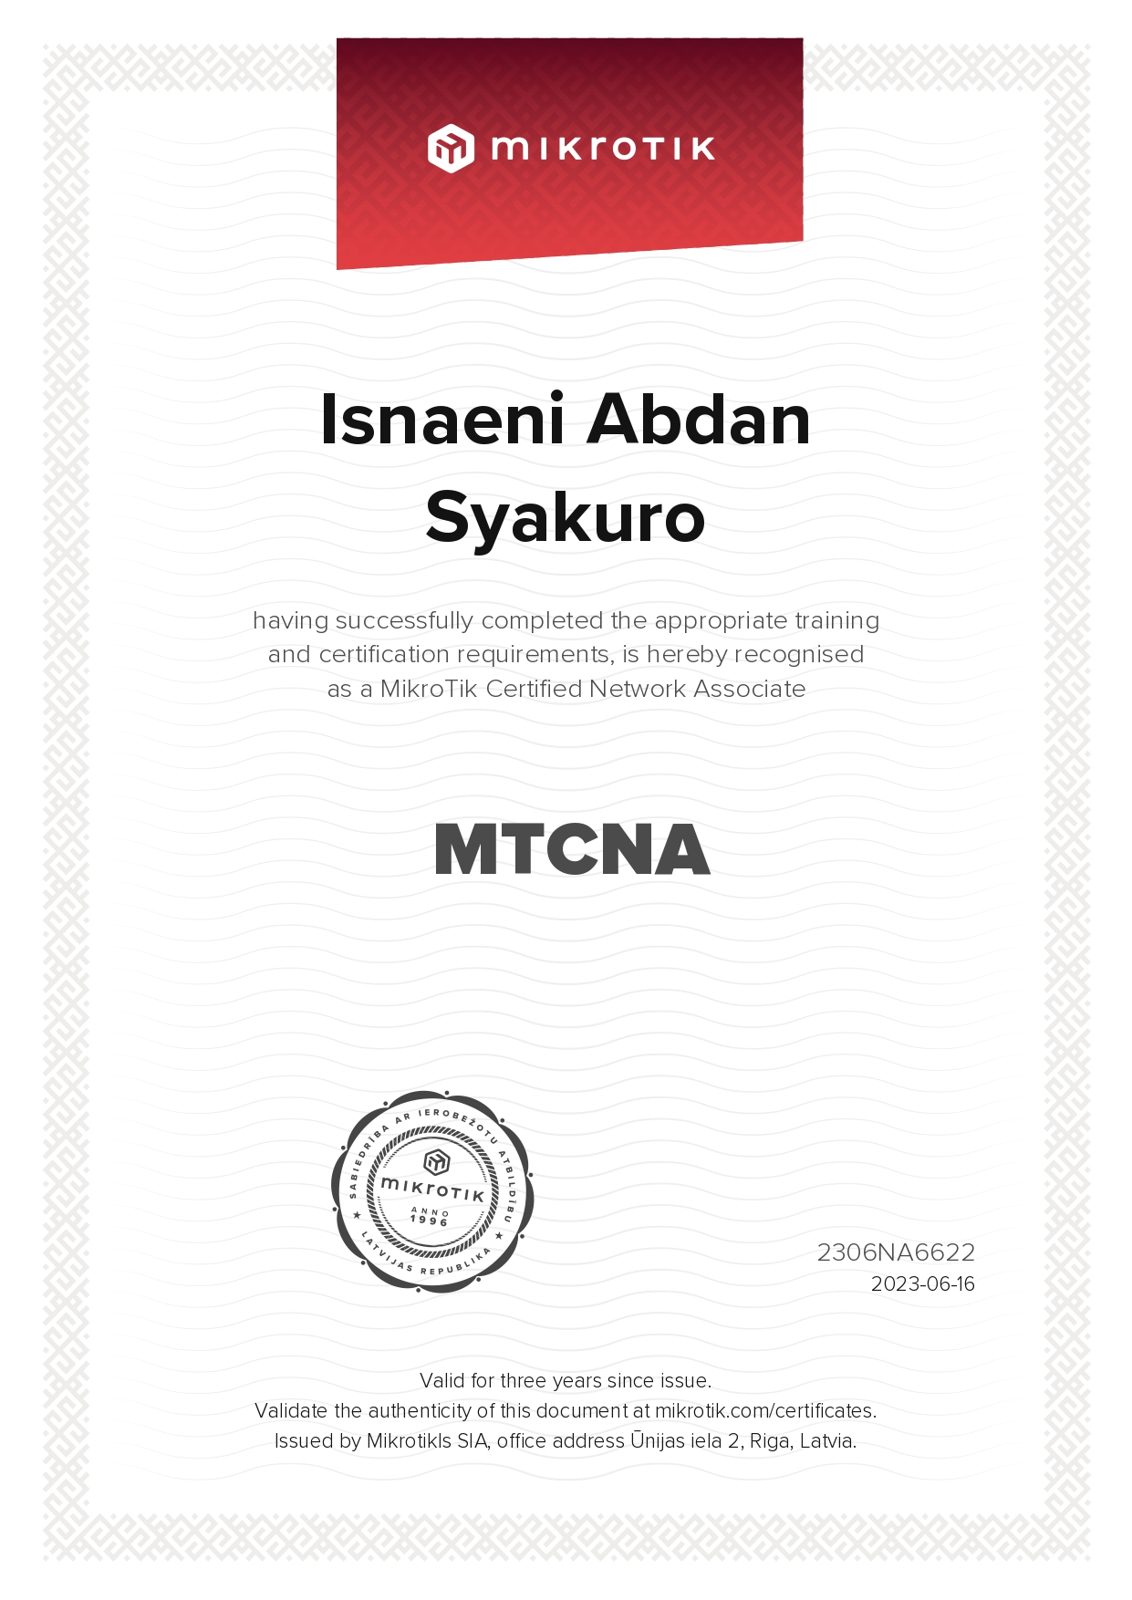 mikrotik
Isnaeni Abdan
Syakuro
having successfully completed the appropriate training
and certification requirements, is hereby recognised
as a MikroTik Certified Network Associate
MTCNA
SABIEDRĪBA AR IEROBEŽOTU ATBILDĪBU
mikrotik
ANNO
1996
★ LATVIJAS REPUBLIKA ★
2306NA6622
2023-06-16
Valid for three years since issue.
Validate the authenticity of this document at mikrotik.com/certificates.
Issued by Mikrotikls SIA, office address Ūnijas iela 2, Riga, Latvia.